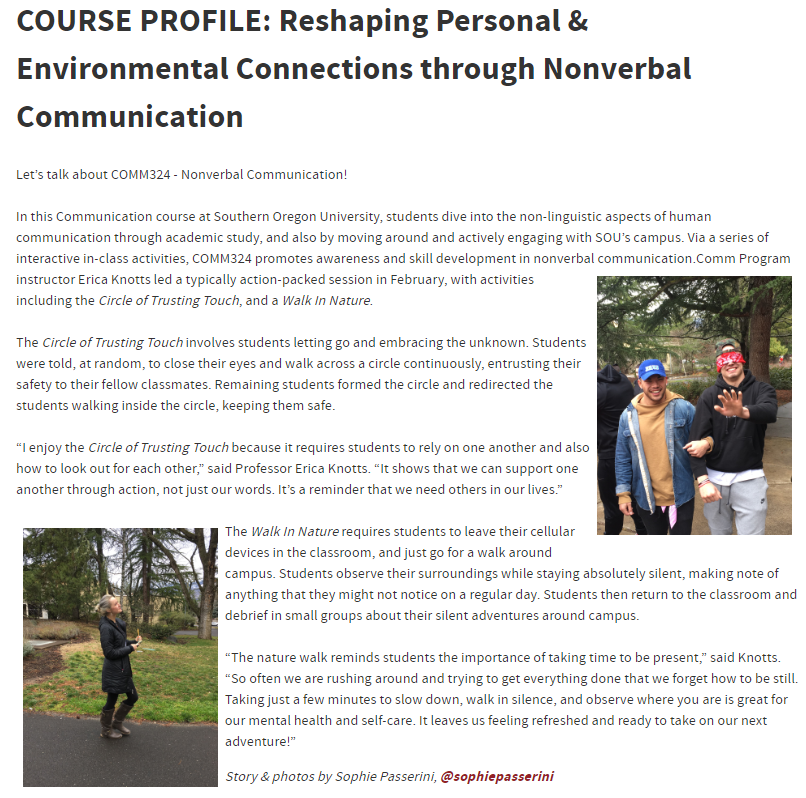 COURSE PROFILE: Reshaping Personal &
Environmental Connections through Nonverbal
Communication
Let's talk about COMM324 - Nonverbal Communication!
In this Communication course at Southern Oregon University, students dive into the non-linguistic aspects of human
communication through academic study, and also by moving around and actively engaging with SOU's campus. Via a series of
interactive in-class activities, COMM324 promotes awareness and skill development in nonverbal communication.Comm Program
instructor Erica Knotts led a typically action-packed session in February, with activities
including the Circle of Trusting Touch, and a Walk In Nature.
The Circle of Trusting Touch involves students letting go and embracing the unknown. Students
were told, at random, to close their eyes and walk across a circle continuously, entrusting their
safety to their fellow classmates. Remaining students formed the circle and redirected the
students walking inside the circle, keeping them safe.
“I enjoy the Circle of Trusting Touch because it requires students to rely on one another and also
how to look out for each other,” said Professor Erica Knotts. “It shows that we can support one
another through action, not just our words. It's a reminder that we need others in our lives.”
The Walk In Nature requires students to leave their cellular
devices in the classroom, and just go for a walk around
campus. Students observe their surroundings while staying absolutely silent, making note of
anything that they might not notice on a regular day. Students then return to the classroom and
debrief in small groups about their silent adventures around campus.
“The nature walk reminds students the importance of taking time to be present,” said Knotts.
“So often we are rushing around and trying to get everything done that we forget how to be still.
Taking just a few minutes to slow down, walk in silence, and observe where you are is great for
our mental health and self-care. It leaves us feeling refreshed and ready to take on our next
adventure!”
Story & photos by Sophie Passerini, @sophiepasserini